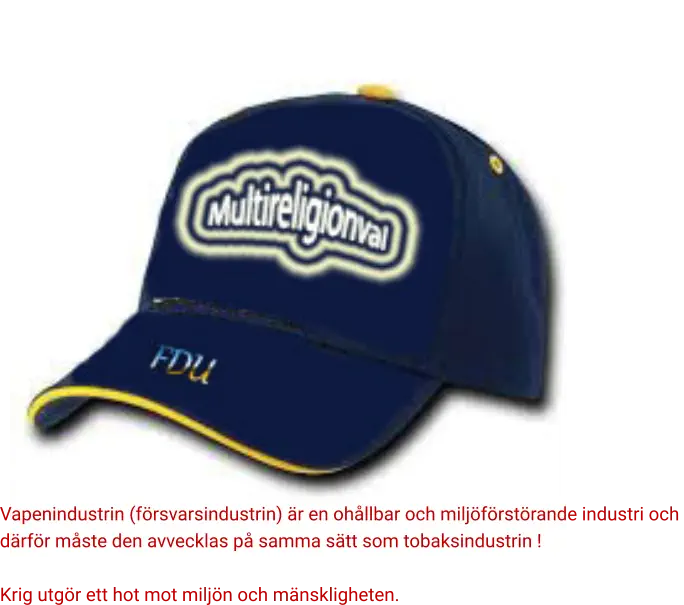 Multireligionval
FDU
Vapenindustrin (försvarsindustrin) är en ohållbar och miljöförstörande industri och
därför måste den avvecklas på samma sätt som tobaksindustrin !
Krig utgör ett hot mot miljön och mänskligheten.